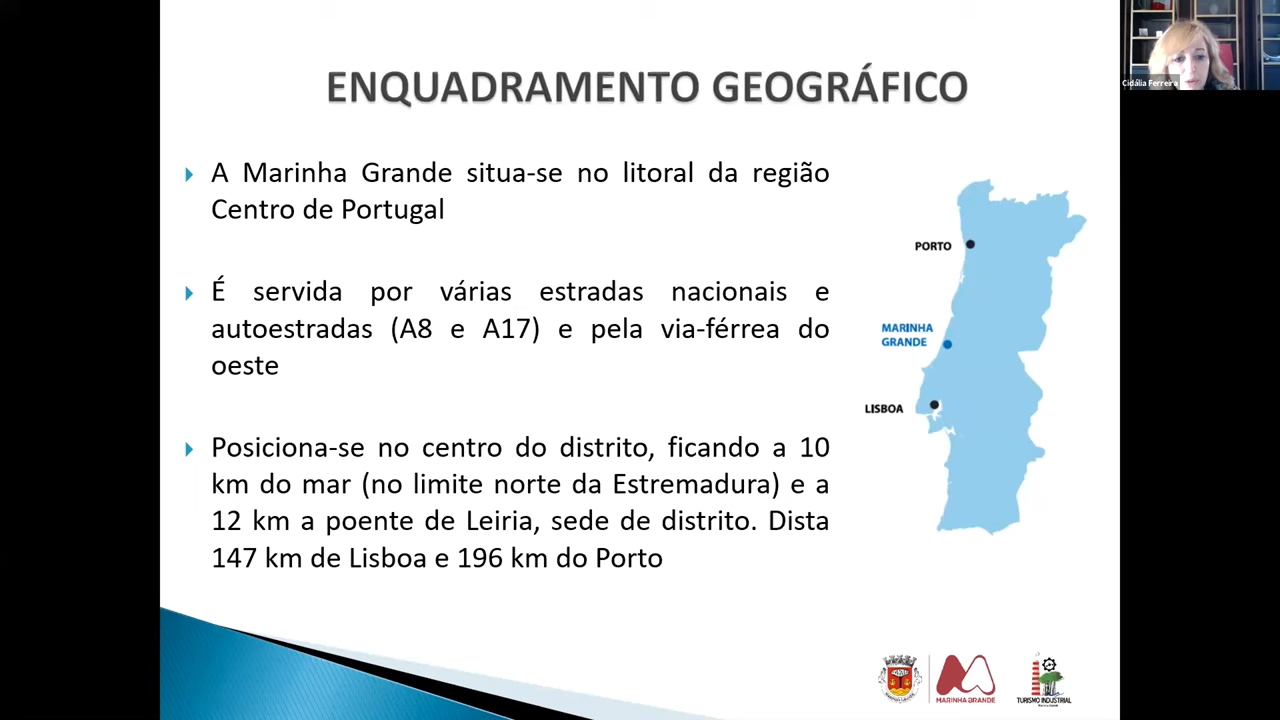 ENQUADRAMENTO GEOGRÁFICO
Cidália Ferreira
A Marinha Grande situa-se no litoral da região
Centro de Portugal
É servida por várias estradas nacionais e
autoestradas (A8 e A17) e pela via-férrea do
oeste
Posiciona-se no centro do distrito, ficando a 10
km do mar (no limite norte da Estremadura) e a
12 km a poente de Leiria, sede de distrito. Dista
147 km de Lisboa e 196 km do Porto
PORTO
MARINHA
GRANDE
LISBOA
MARINHA GRANDE
TURISMO INDUSTRIAL